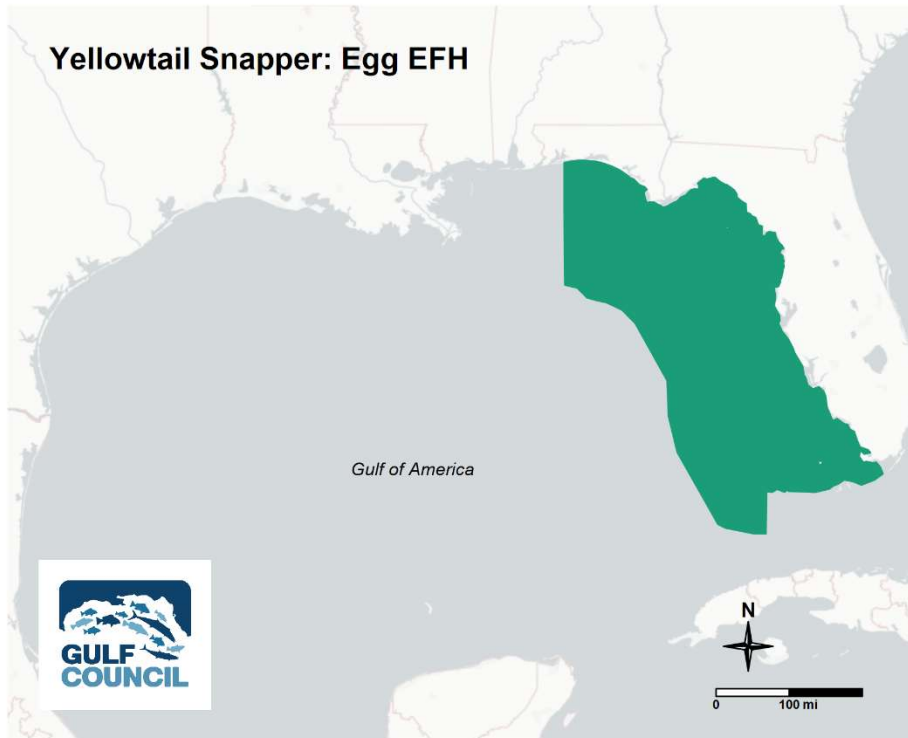 Yellowtail Snapper: Egg EFH
Gulf of America
GULF
COUNCIL
N
0 100 mi